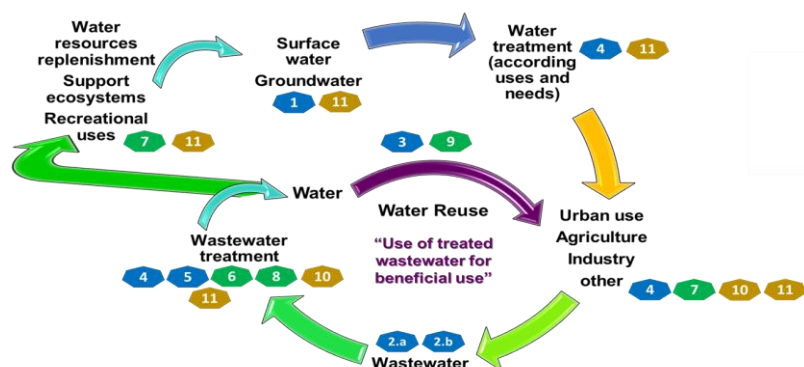 Water
resources
replenishment
Support
ecosystems
Recreational
uses
7 11
Surface
water
Groundwater
1 11
Water
treatment
(according
uses and
needs)
4 11
3 9
Water
Water Reuse
“Use of treated
wastewater for
beneficial use”
Urban use
Agriculture
Industry
other
4 7 10 11
Wastewater
treatment
4 5 6 8 10
11
2.a 2.b
Wastewater